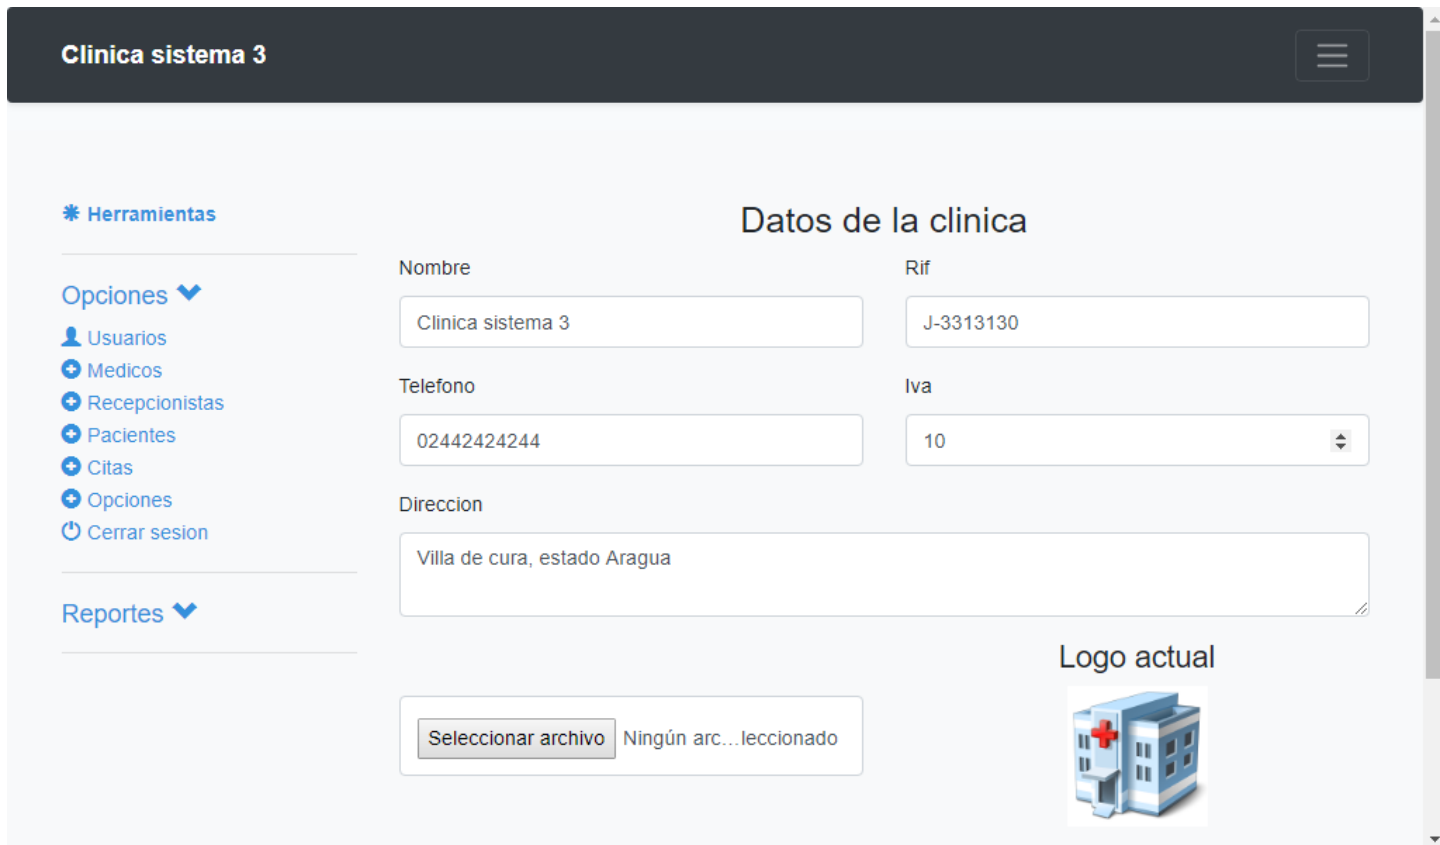 Clinica sistema 3
Herramientas
Opciones
Usuarios
Medicos
Recepcionistas
Pacientes
Citas
Opciones
Cerrar sesion
Reportes
Datos de la clinica
Nombre
Rif
Clinica sistema 3
J-3313130
Telefono
Iva
02442424244
10
Direccion
Villa de cura, estado Aragua
Logo actual
Seleccionar archivo Ningún arc...leccionado